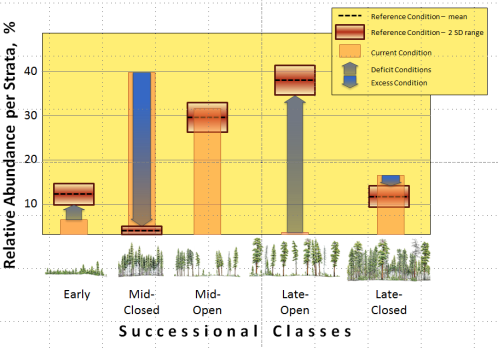 Reference Condition – mean
Reference Condition – 2 SD range
Current Condition
Deficit Conditions
Excess Condition
Relative Abundance per Strata, %
40
30
20
10
Early
Mid-
Closed
Mid-
Open
Late-
Open
Late-
Closed
Successional Classes